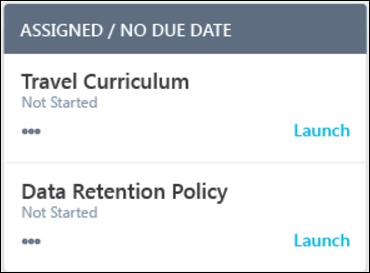 ASSIGNED / NO DUE DATE
Travel Curriculum
Not Started
••• Launch
Data Retention Policy
Not Started
••• Launch